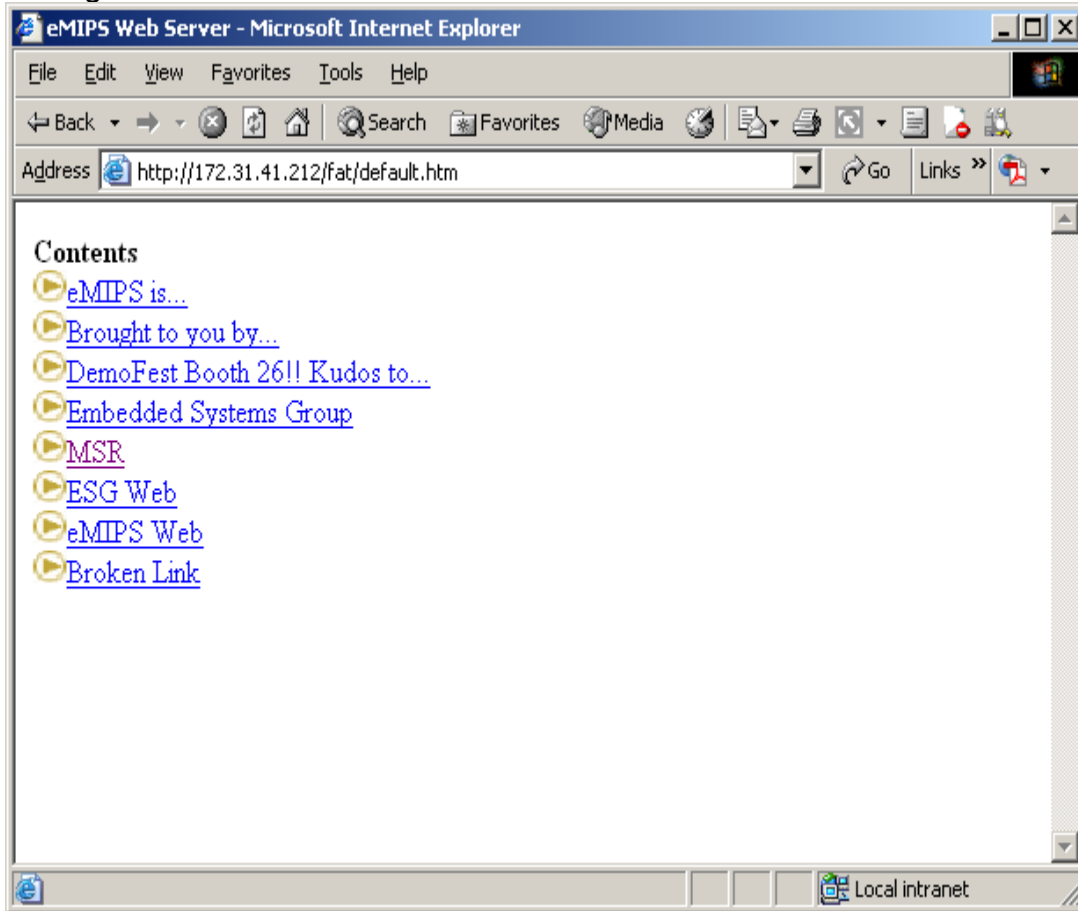 eMIPS Web Server - Microsoft Internet Explorer
File Edit View Favorites Tools Help
Back Search Favorites Media
Address http://172.31.41.212/fat/default.htm Go Links »
Contents
eMIPS is...
Brought to you by...
DemoFest Booth 26!! Kudos to...
Embedded Systems Group
MSR
ESG Web
eMIPS Web
Broken Link
Local intranet